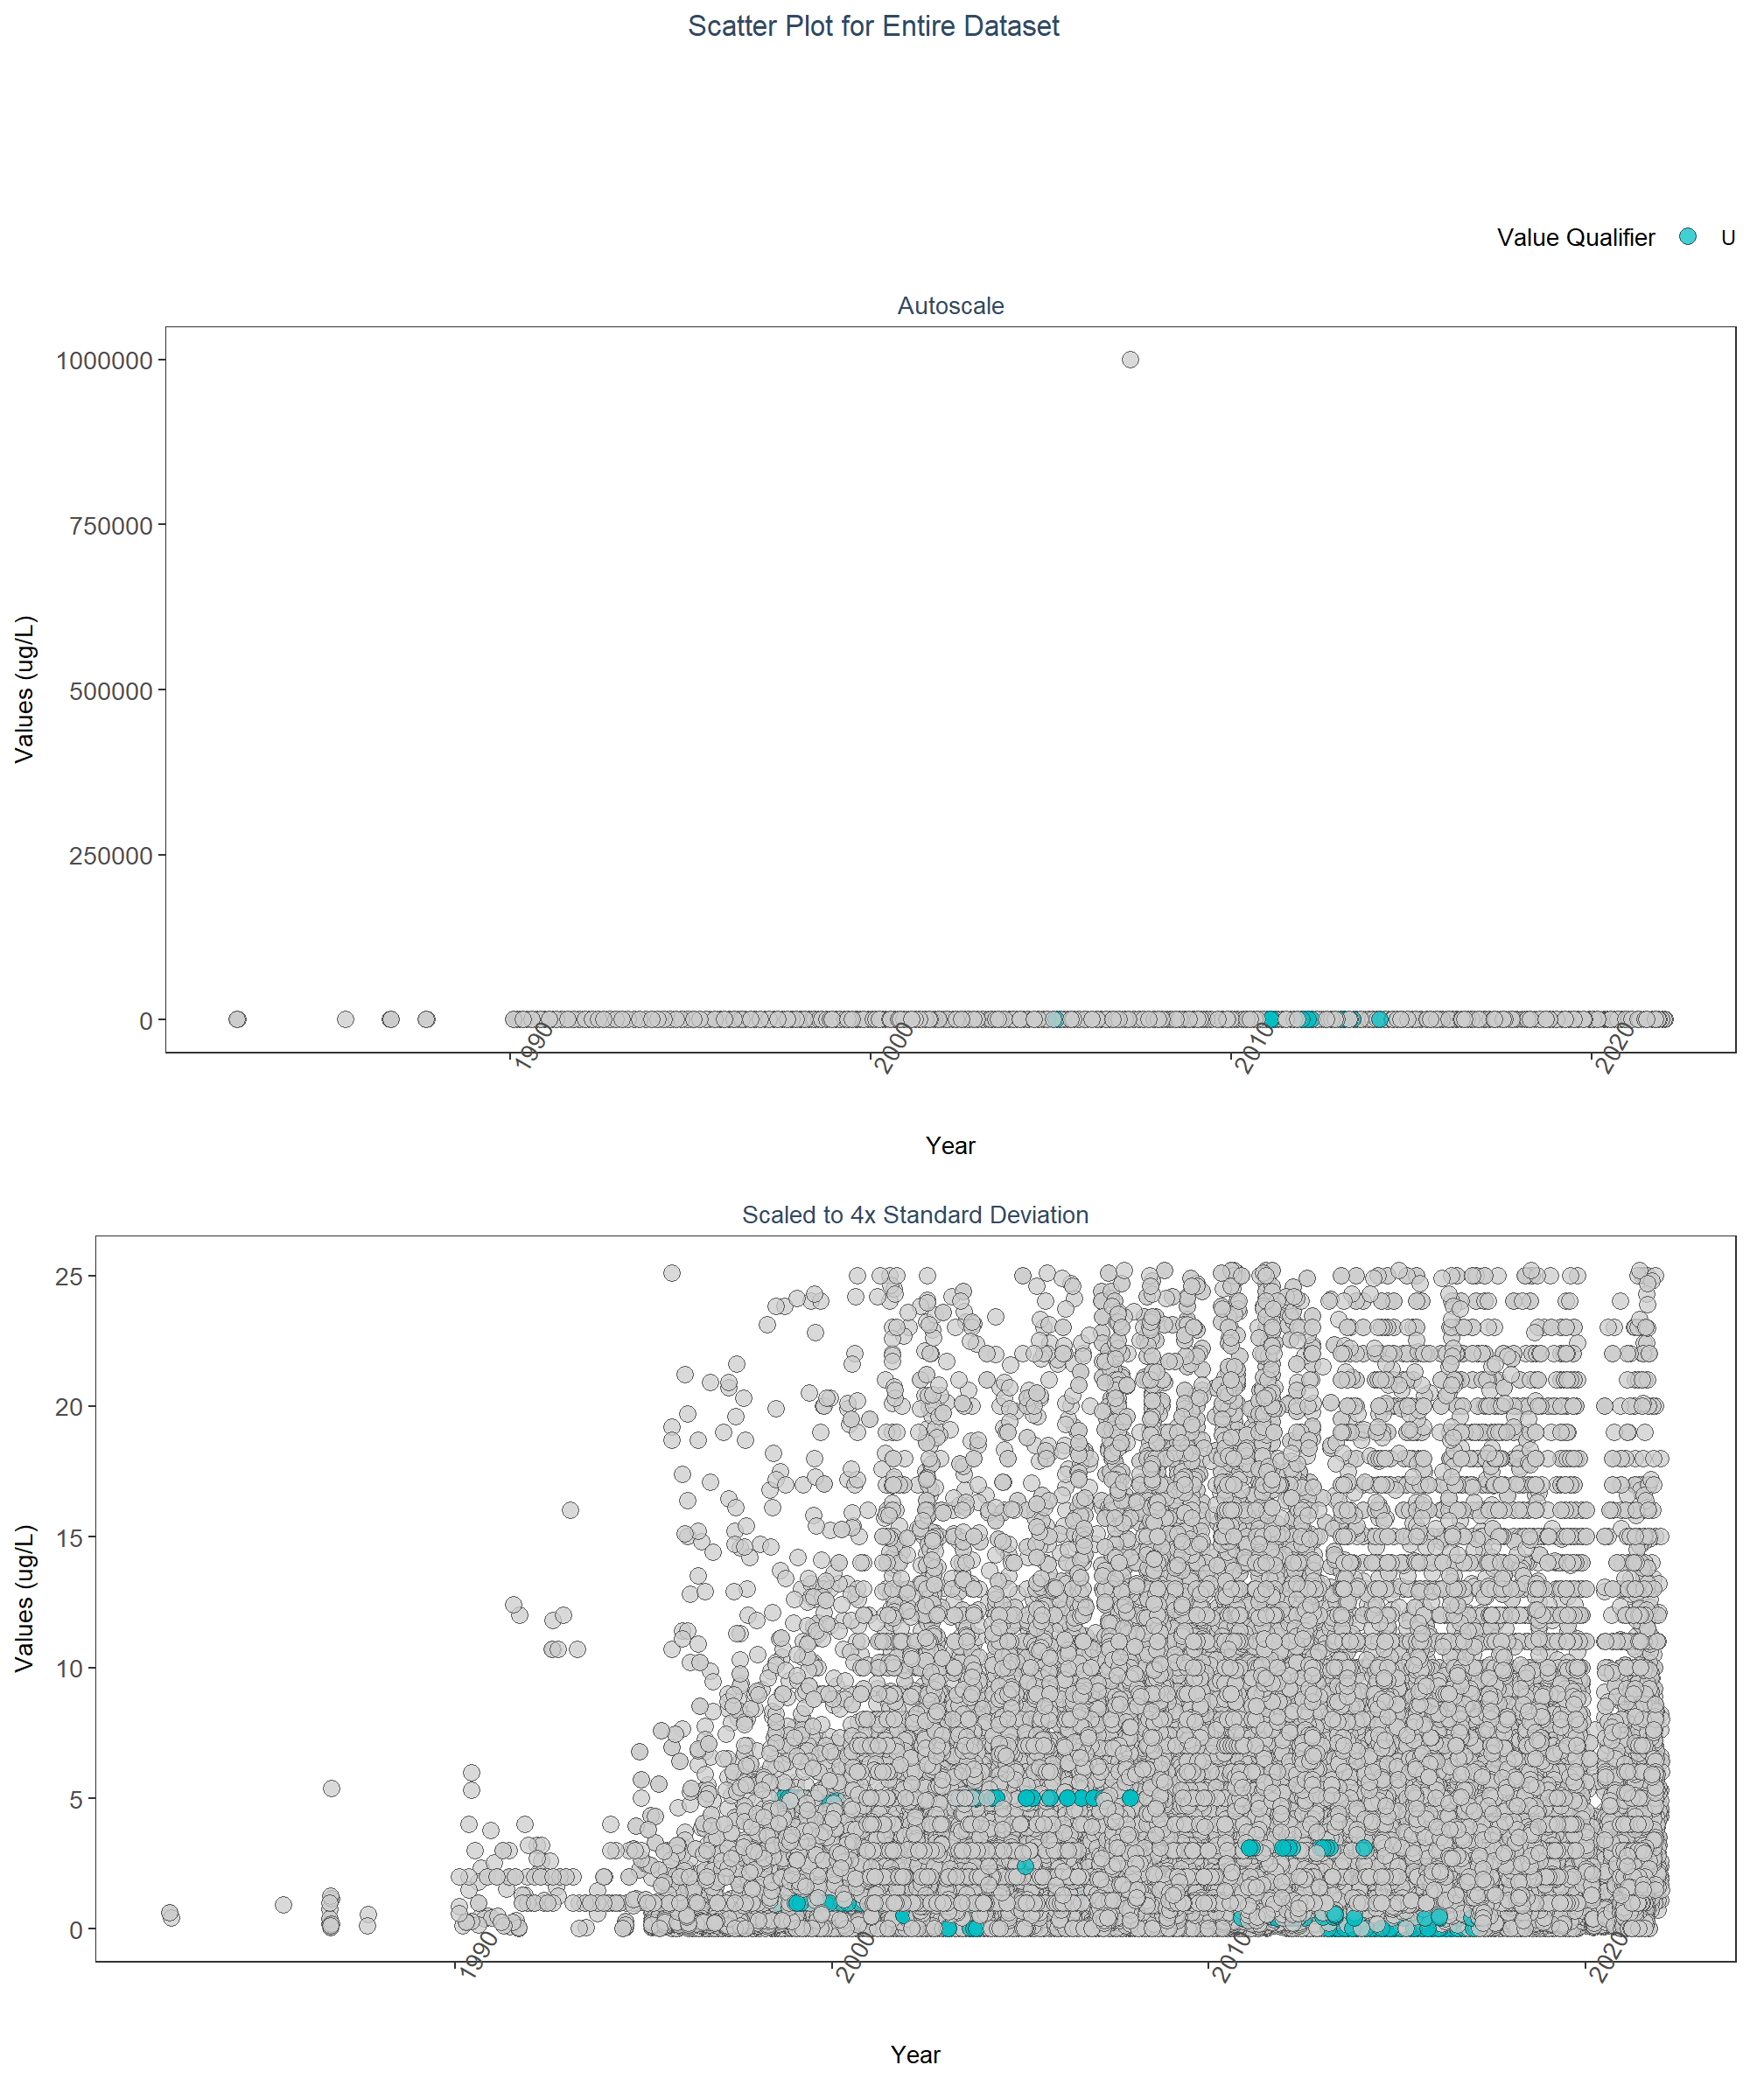 Scatter Plot for Entire Dataset
Value Qualifier U
Autoscale
1000000
750000
500000
250000
0
Values (ug/L)
1990 2000 2010 2020
Year
Scaled to 4x Standard Deviation
25
20
15
10
5
0
Values (ug/L)
1990 2000 2010 2020
Year